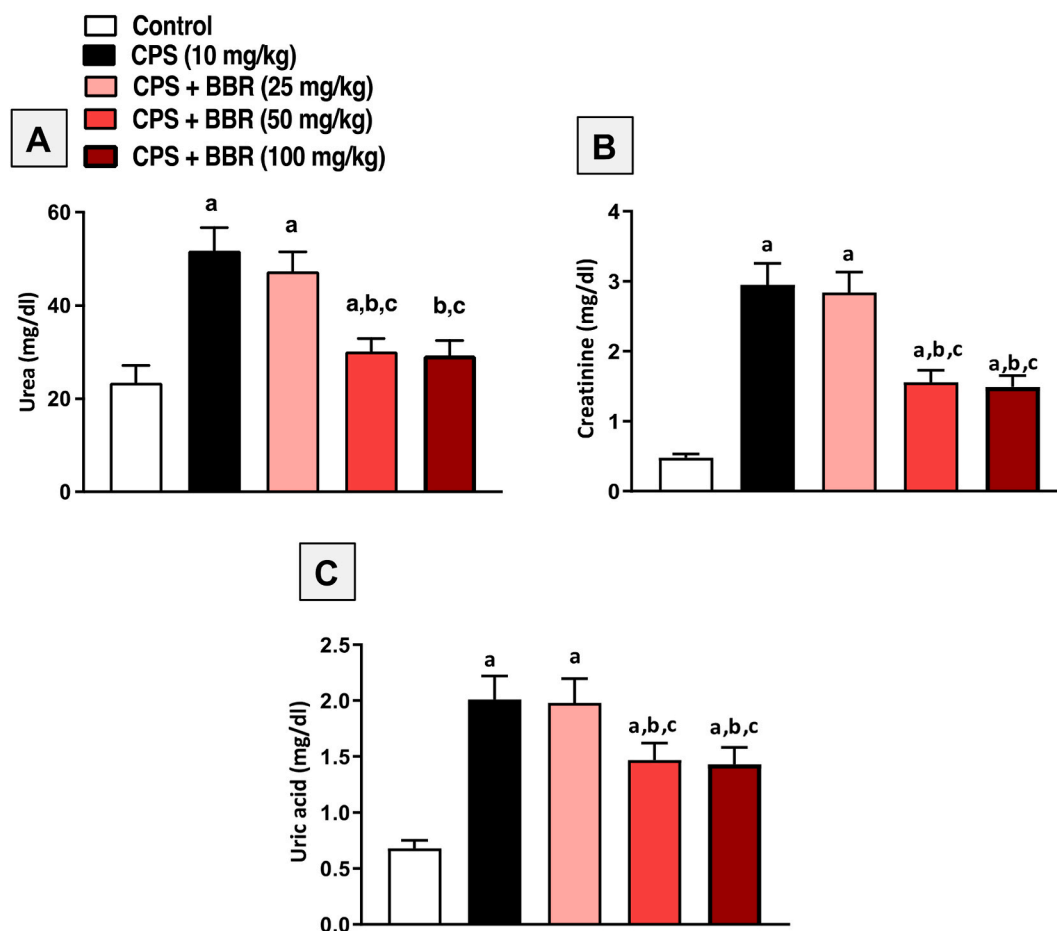 Control
CPS (10 mg/kg)
CPS + BBR (25 mg/kg)
CPS + BBR (50 mg/kg)
CPS + BBR (100 mg/kg)
A
Urea (mg/dl)
60
40
20
0
a
a
a,b,c
b,c
B
Creatinine (mg/dl)
4
3
2
1
0
a
a
a,b,c
a,b,c
C
Uric acid (mg/dl)
2.5
2.0
1.5
1.0
0.5
0.0
a
a
a,b,c
a,b,c